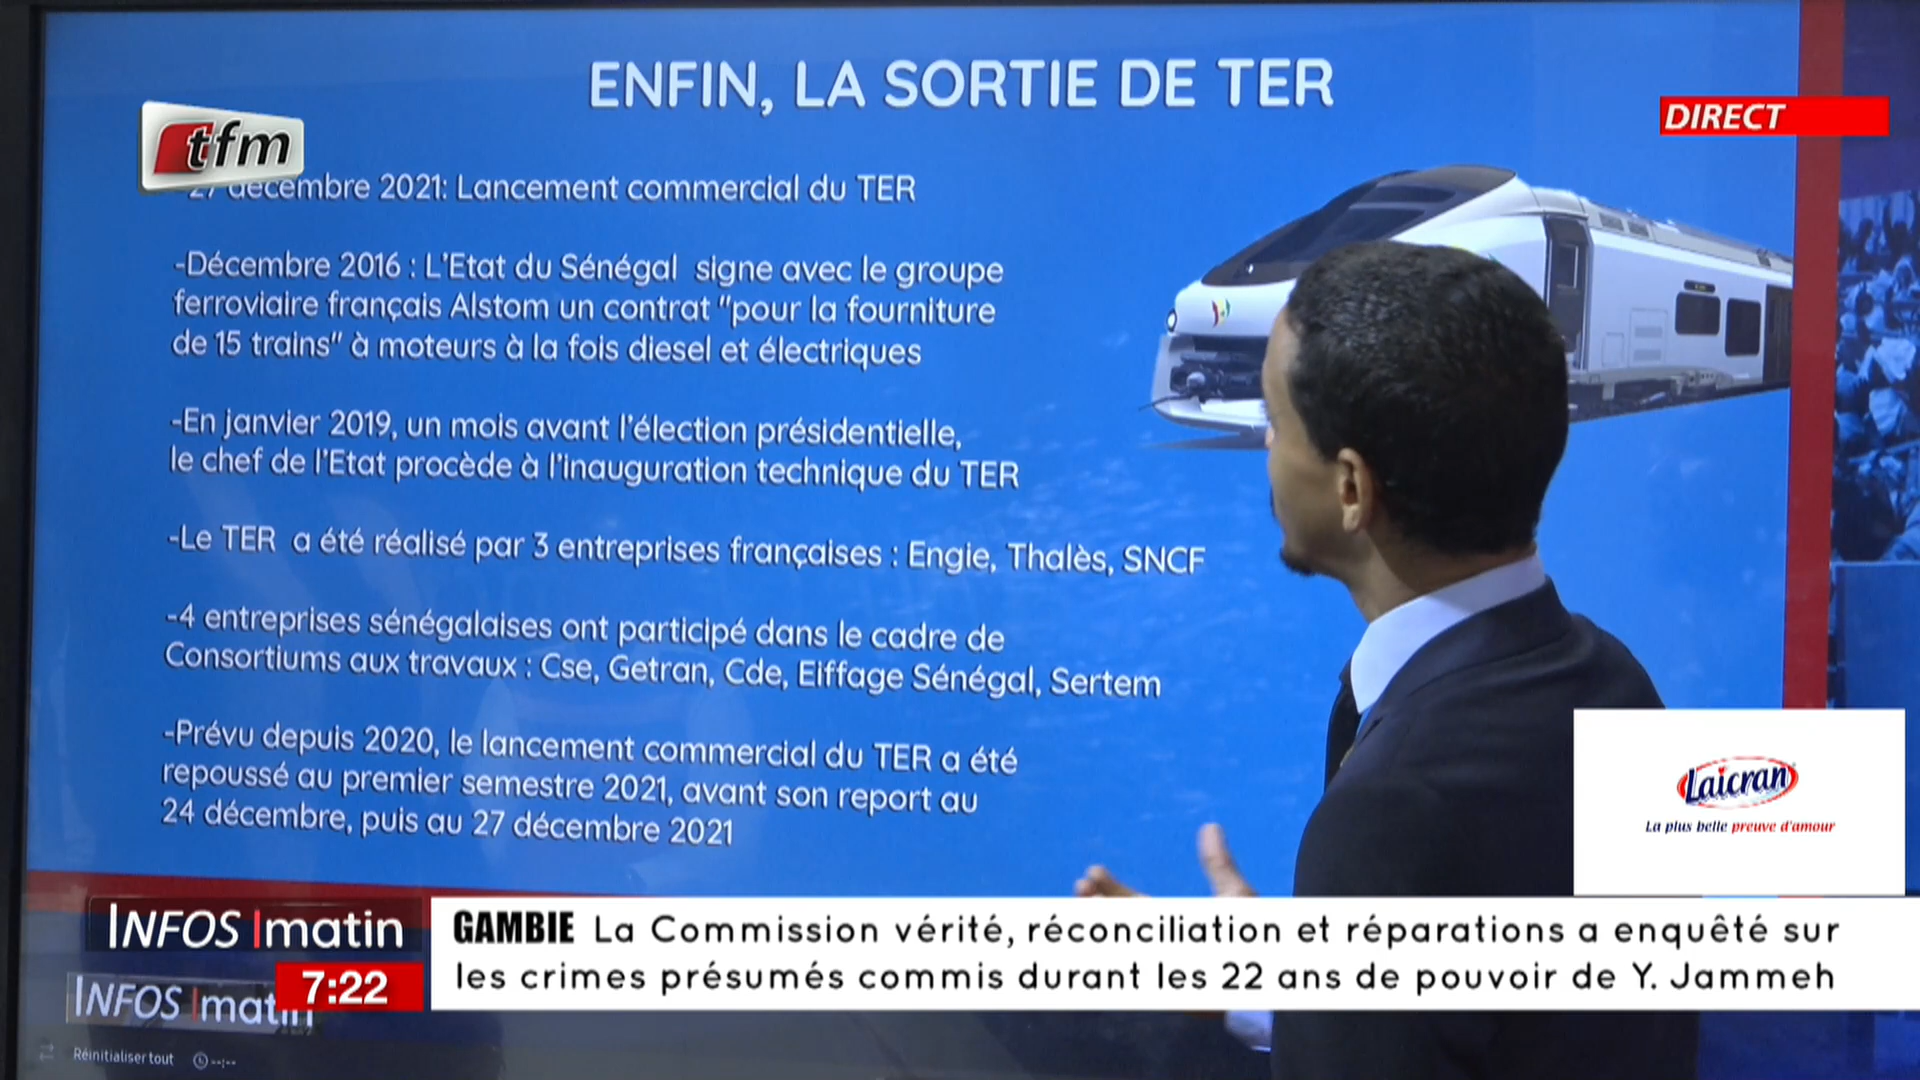 ENFIN, LA SORTIE DE TER
tfm
DIRECT
27 décembre 2021: Lancement commercial du TER
-Décembre 2016 : L'Etat du Sénégal signe avec le groupe
ferroviaire français Alstom un contrat "pour la fourniture
de 15 trains" à moteurs à la fois diesel et électriques
-En janvier 2019, un mois avant l'élection présidentielle,
le chef de l'Etat procède à l'inauguration technique du TER
-Le TER a été réalisé par 3 entreprises françaises : Engie, Thalès, SNCF
-4 entreprises sénégalaises ont participé dans le cadre de
Consortiums aux travaux : Cse, Getran, Cde, Eiffage Sénégal, Sertem
-Prévu depuis 2020, le lancement commercial du TER a été
repoussé au premier semestre 2021, avant son report au
24 décembre, puis au 27 décembre 2021
Laicran
La plus belle preuve d'amour
INFOS matin
GAMBIE La Commission vérité, réconciliation et réparations a enquêté sur
les crimes présumés commis durant les 22 ans de pouvoir de Y. Jammeh
7:22
INFOS matin
Réinitialiser tout
--:--